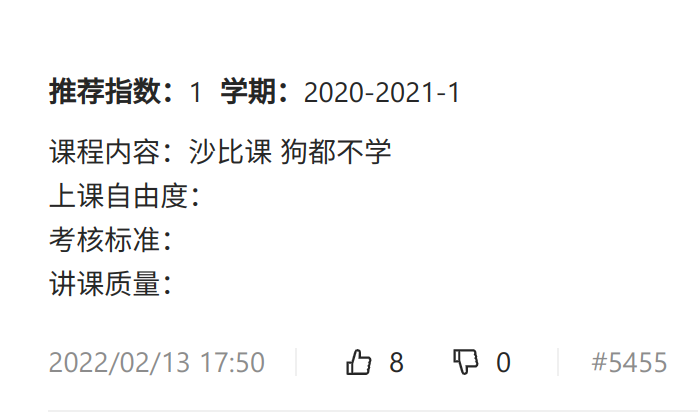 推荐指数：1 学期：2020-2021-1
课程内容：沙比课 狗都不学
上课自由度：
考核标准：
讲课质量：
2022/02/13 17:50 8 0 #5455